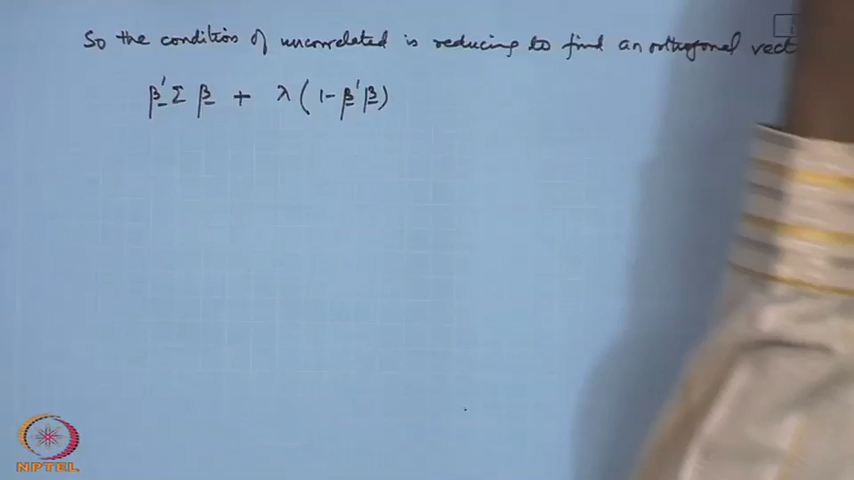 So the condition of uncorrelated is reducing to find an orthogonal vect
β' Σ β + λ (1 - β'β)
NPTEL